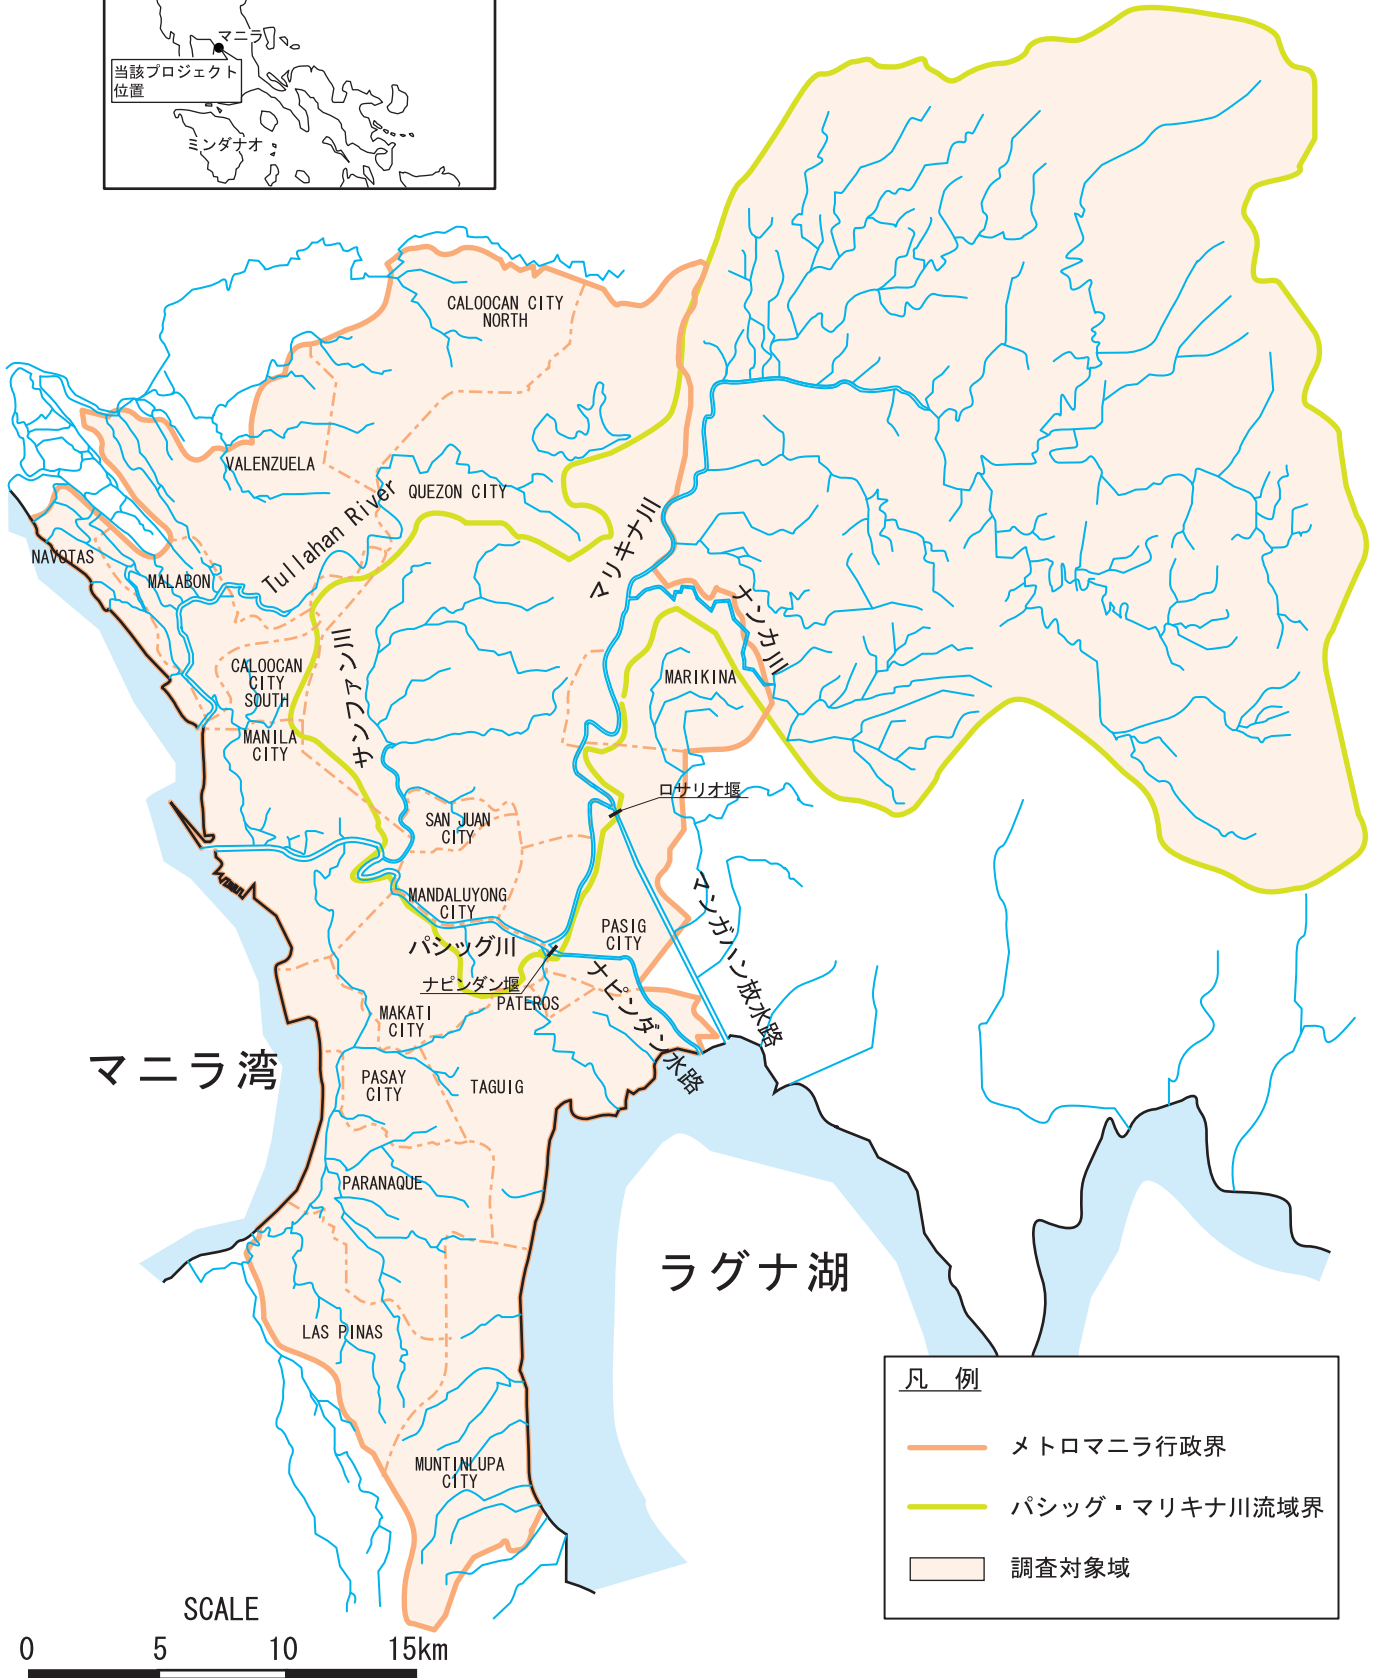 マニラ
当該プロジェクト
位置
ミンダナオ
CALOOCAN CITY
NORTH
VALENZUELA
QUEZON CITY
Tullahan River
マリキナ川
NAVOTAS
MALABON
ナンカ川
CALOOCAN
CITY
SOUTH
サンファン川
MARIKINA
MANILA
CITY
ロサリオ堰
SAN JUAN
CITY
MANDALUYONG
CITY
マンガハン放水路
PASIG
CITY
パシッグ川
ナピンダン堰
PATEROS
ナピンダン水路
MAKATI
CITY
マニラ湾
PASAY
CITY
TAGUIG
PARANAQUE
ラグナ湖
LAS PINAS
MUNTINLUPA
CITY
凡 例
メトロマニラ行政界
パシッグ・マリキナ川流域界
調査対象域
SCALE
0 5 10 15km